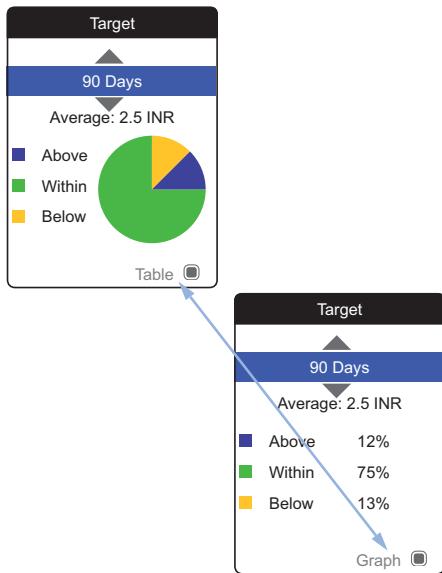 Target
90 Days
Average: 2.5 INR
Above
Within
Below
Table
Target
90 Days
Average: 2.5 INR
Above 12%
Within 75%
Below 13%
Graph